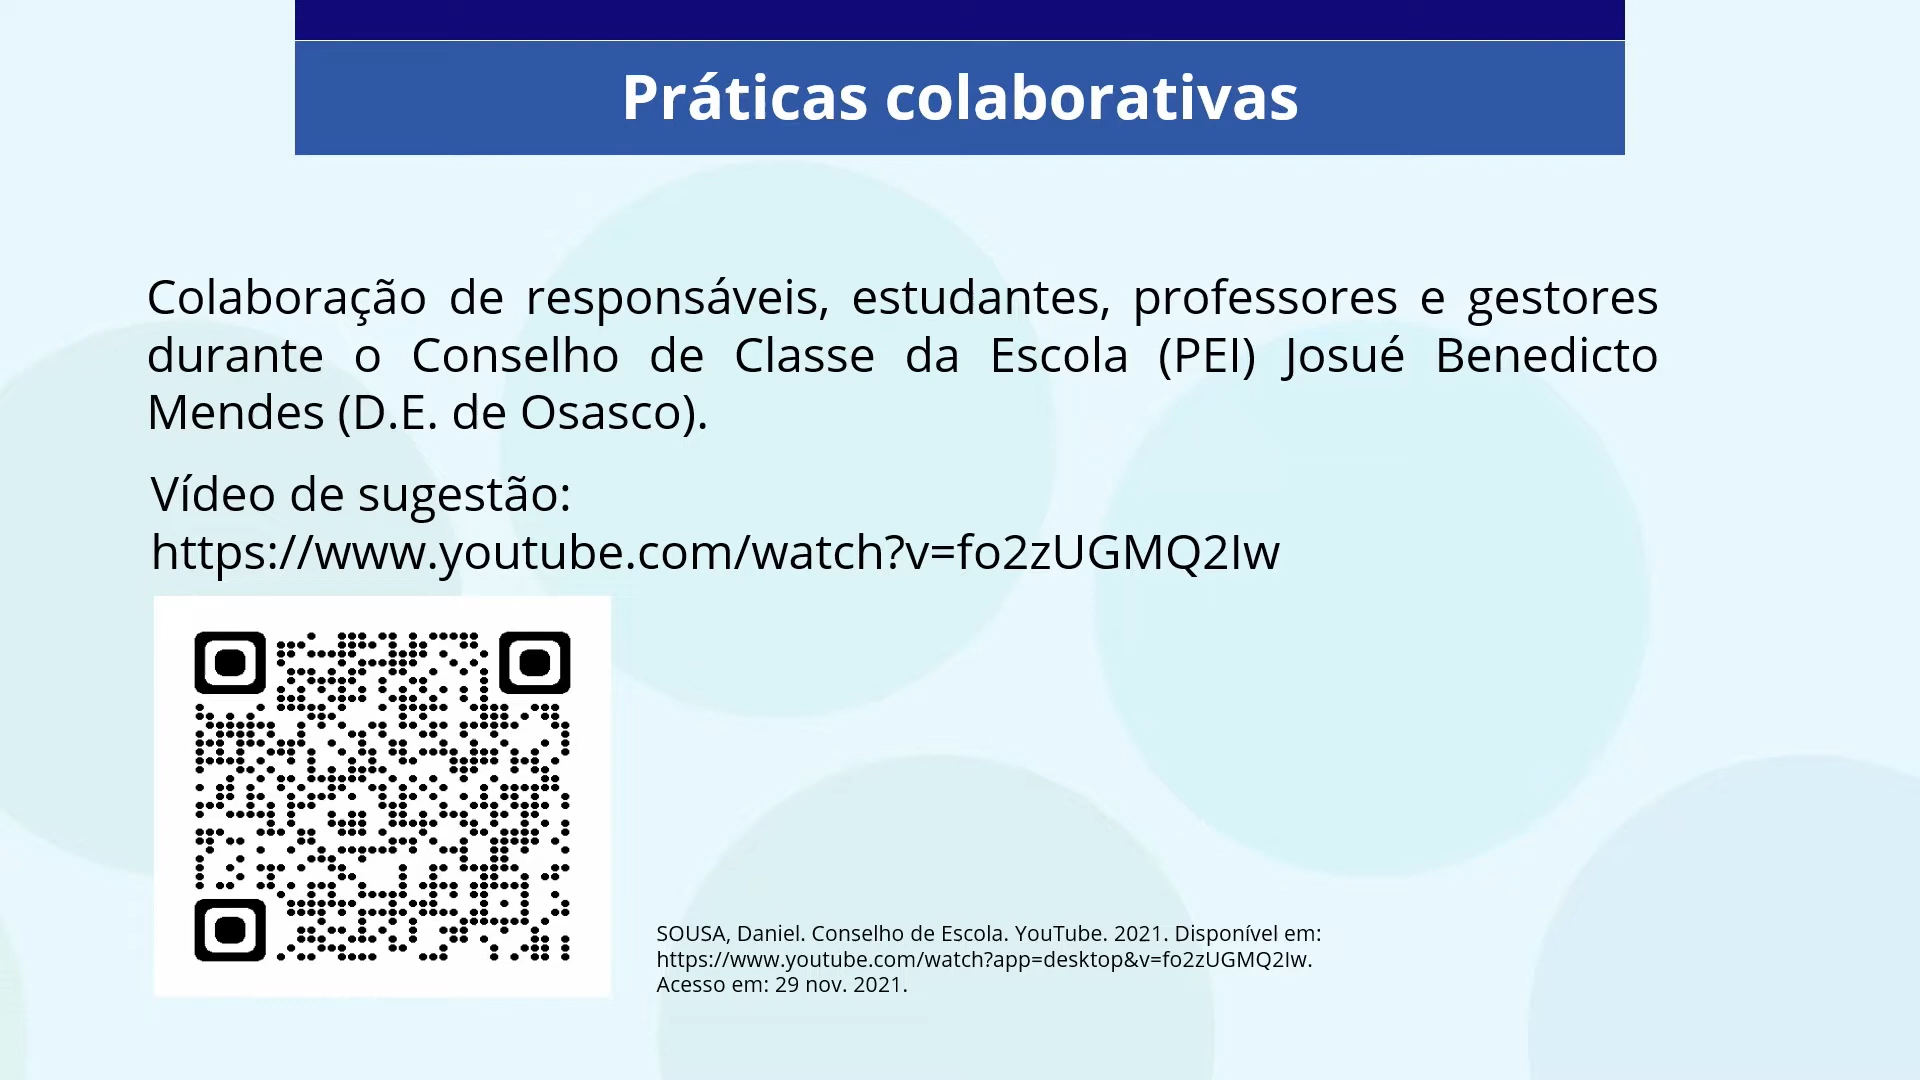 Práticas colaborativas
Colaboração de responsáveis, estudantes, professores e gestores
durante o Conselho de Classe da Escola (PEI) Josué Benedicto
Mendes (D.E. de Osasco).
Vídeo de sugestão:
https://www.youtube.com/watch?v=fo2zUGMQ2Iw
SOUSA, Daniel. Conselho de Escola. YouTube. 2021. Disponível em:
https://www.youtube.com/watch?app=desktop&v=fo2zUGMQ2Iw.
Acesso em: 29 nov. 2021.